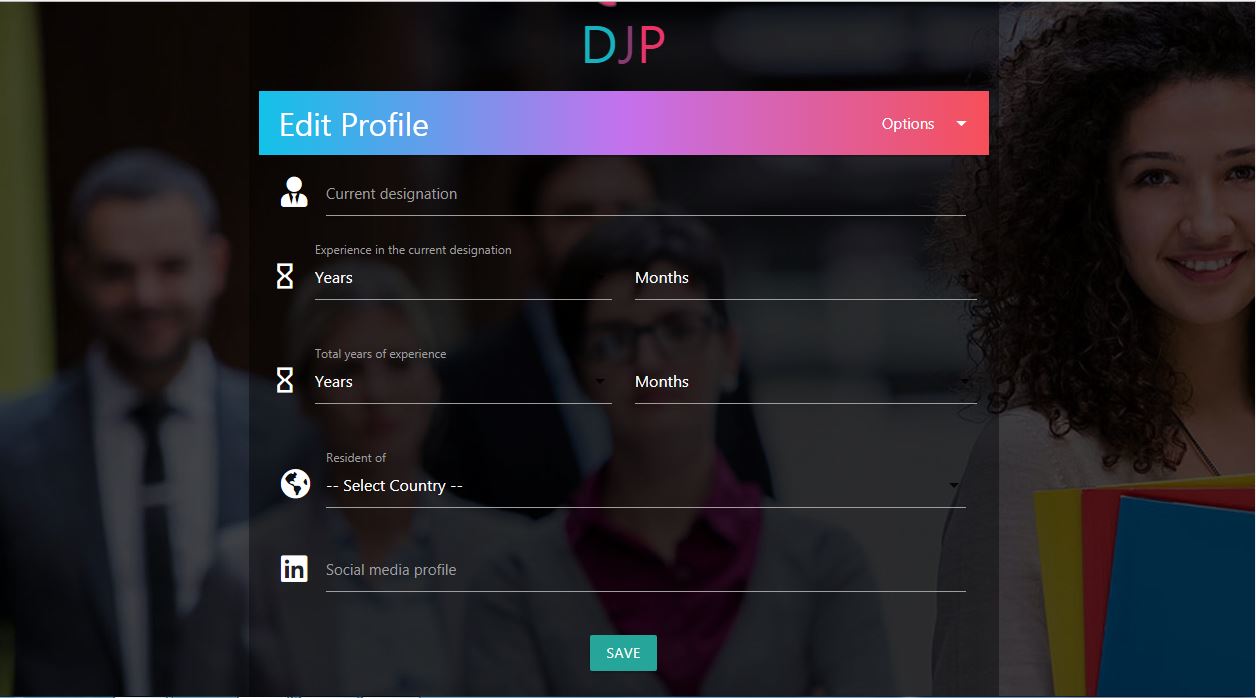 DJP
Edit Profile
Options
Current designation
Experience in the current designation
Years
Months
Total years of experience
Years
Months
Resident of
-- Select Country --
in
Social media profile
SAVE